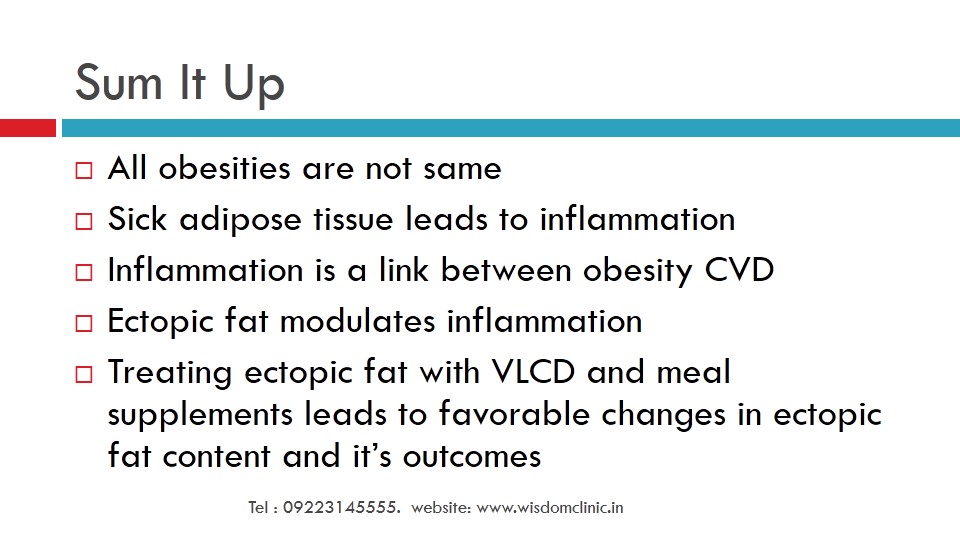 Sum It Up
All obesities are not same
Sick adipose tissue leads to inflammation
Inflammation is a link between obesity CVD
Ectopic fat modulates inflammation
Treating ectopic fat with VLCD and meal
supplements leads to favorable changes in ectopic
fat content and it’s outcomes
Tel : 09223145555.  website: www.wisdomclinic.in